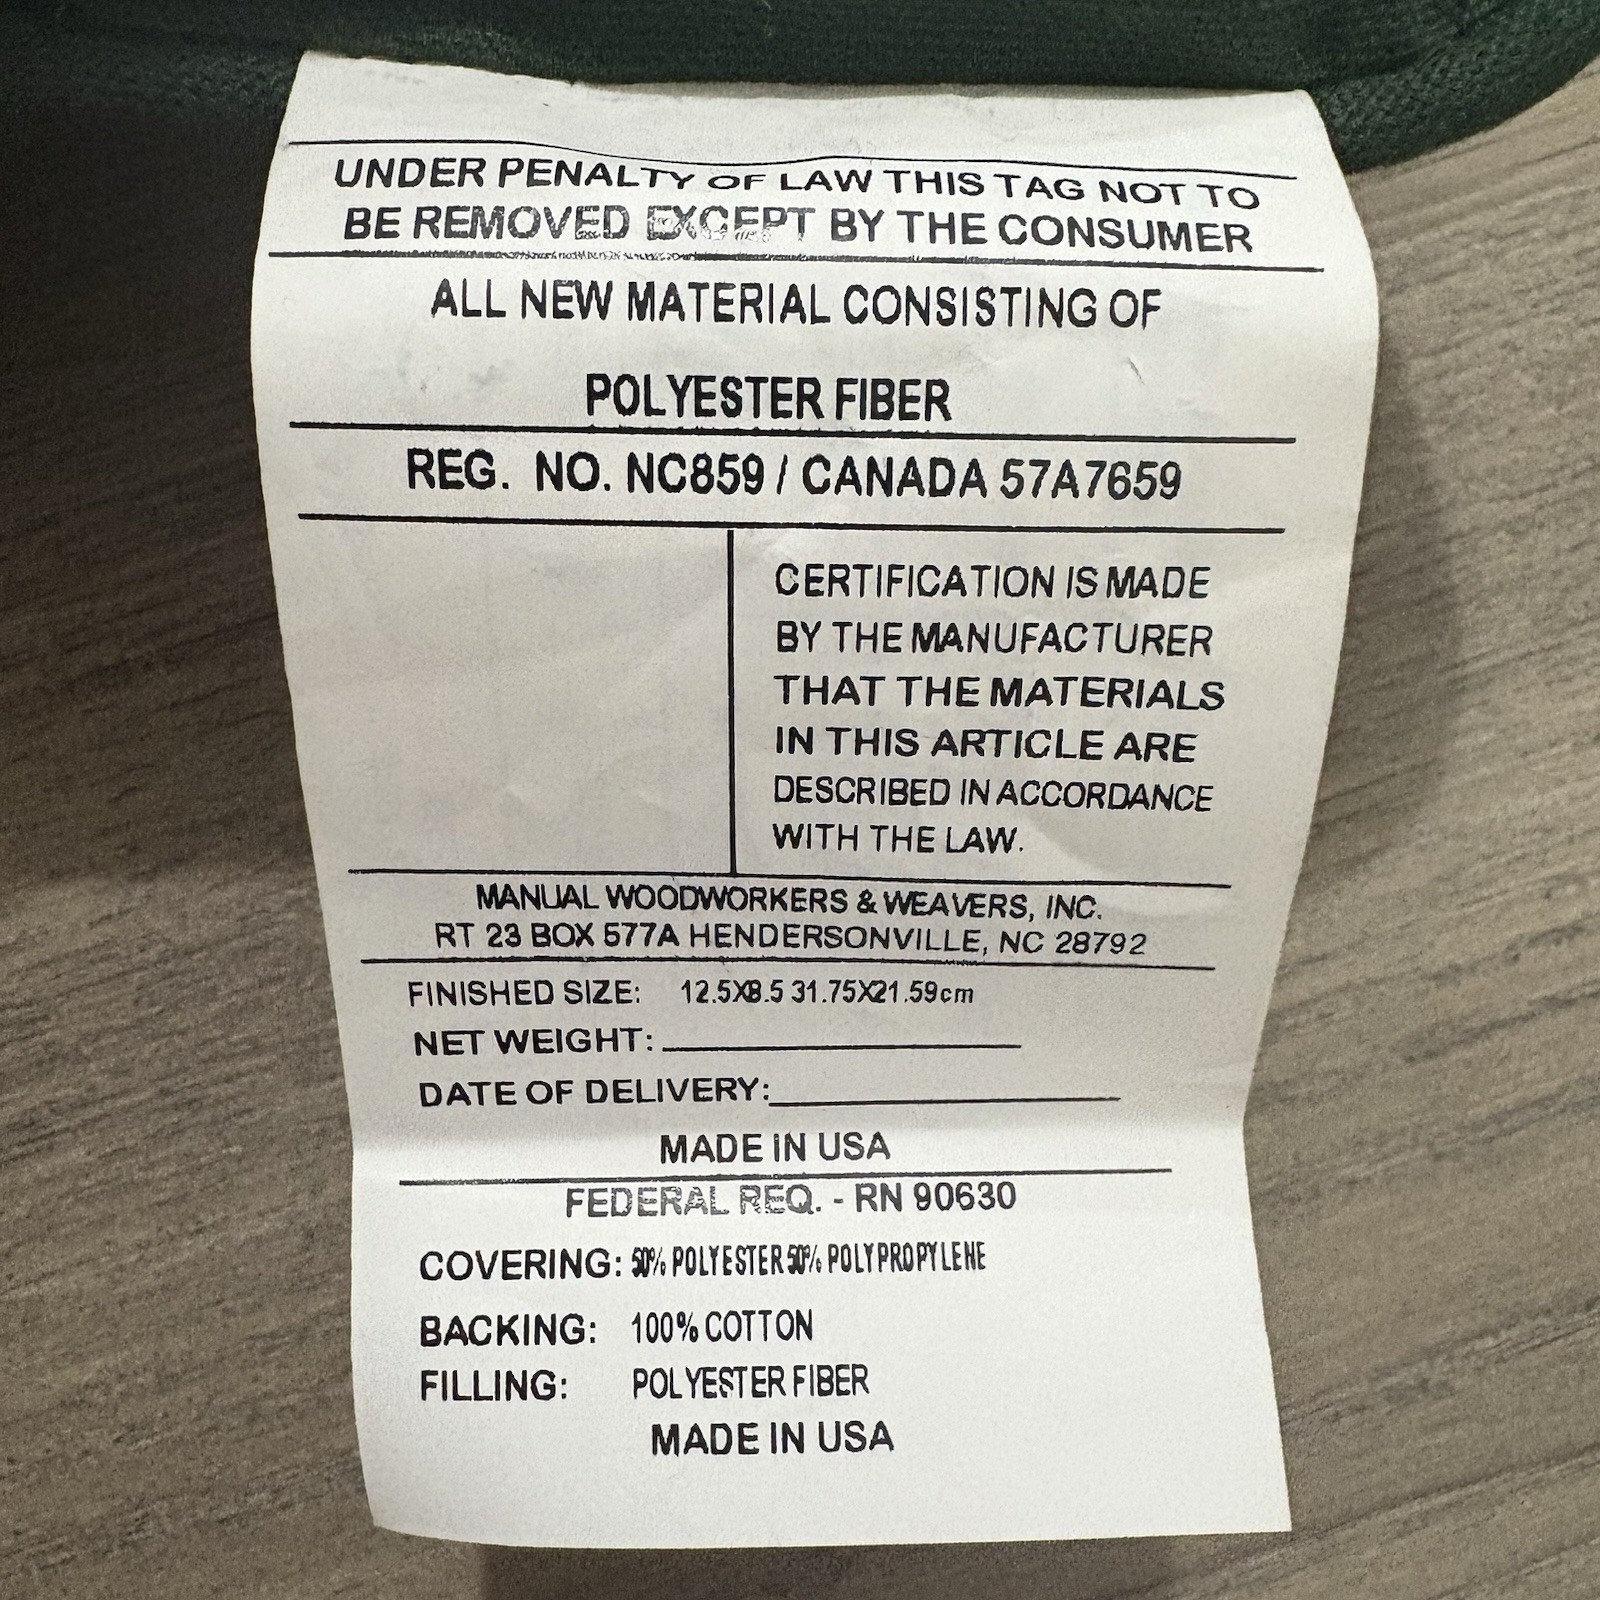 UNDER PENALTY OF LAW THIS TAG NOT TO
BE REMOVED EXCEPT BY THE CONSUMER
ALL NEW MATERIAL CONSISTING OF
POLYESTER FIBER
REG. NO. NC859 / CANADA 57A7659
CERTIFICATION IS MADE
BY THE MANUFACTURER
THAT THE MATERIALS
IN THIS ARTICLE ARE
DESCRIBED IN ACCORDANCE
WITH THE LAW.
MANUAL WOODWORKERS & WEAVERS, INC.
RT 23 BOX 577A HENDERSONVILLE, NC 28792
FINISHED SIZE: 12.5X8.5 31.75X21.59cm
NET WEIGHT:
DATE OF DELIVERY:
MADE IN USA
FEDERAL REQ. - RN 90630
COVERING: 50% POLYESTER 50% POLYPROPYLENE
BACKING: 100% COTTON
FILLING: POLYESTER FIBER
MADE IN USA